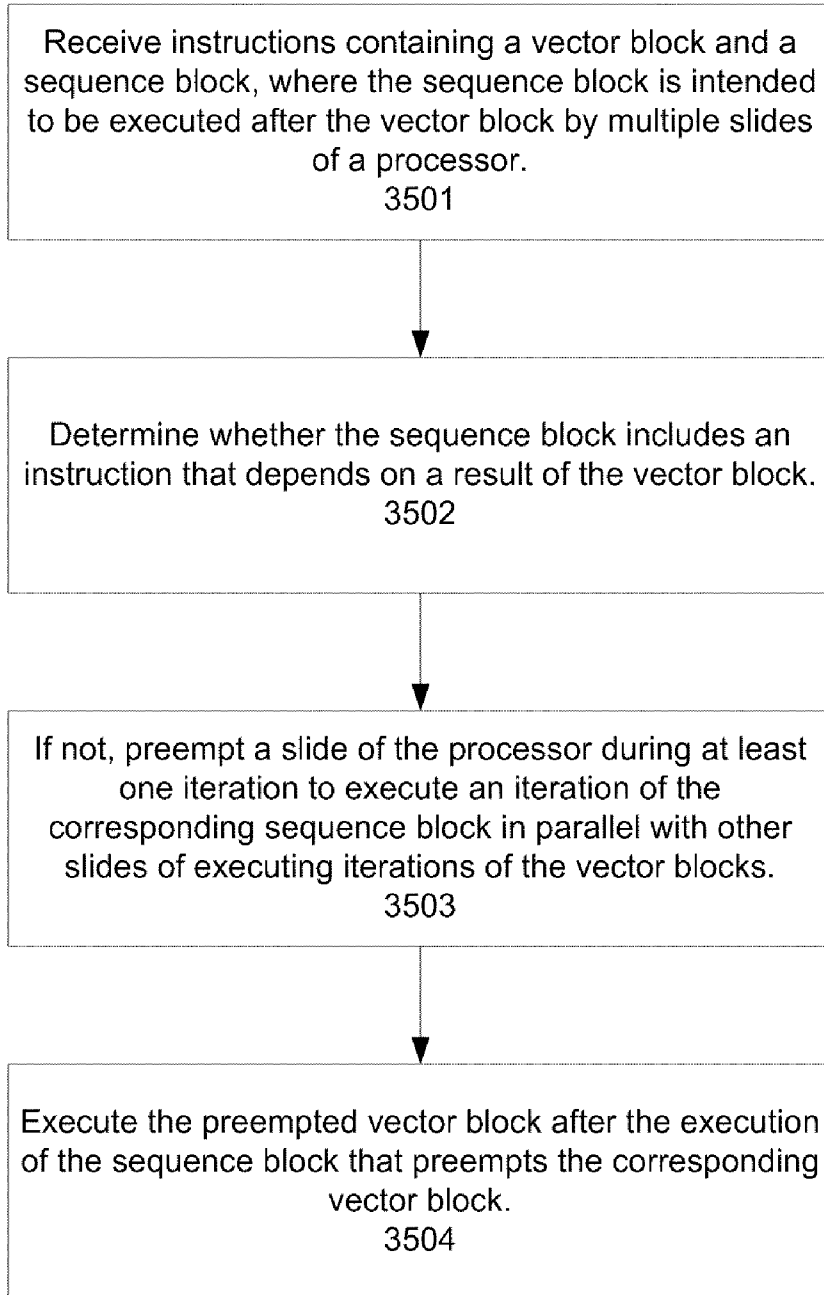 Receive instructions containing a vector block and a
sequence block, where the sequence block is intended
to be executed after the vector block by multiple slides
of a processor.
3501
Determine whether the sequence block includes an
instruction that depends on a result of the vector block.
3502
If not, preempt a slide of the processor during at least
one iteration to execute an iteration of the
corresponding sequence block in parallel with other
slides of executing iterations of the vector blocks.
3503
Execute the preempted vector block after the execution
of the sequence block that preempts the corresponding
vector block.
3504